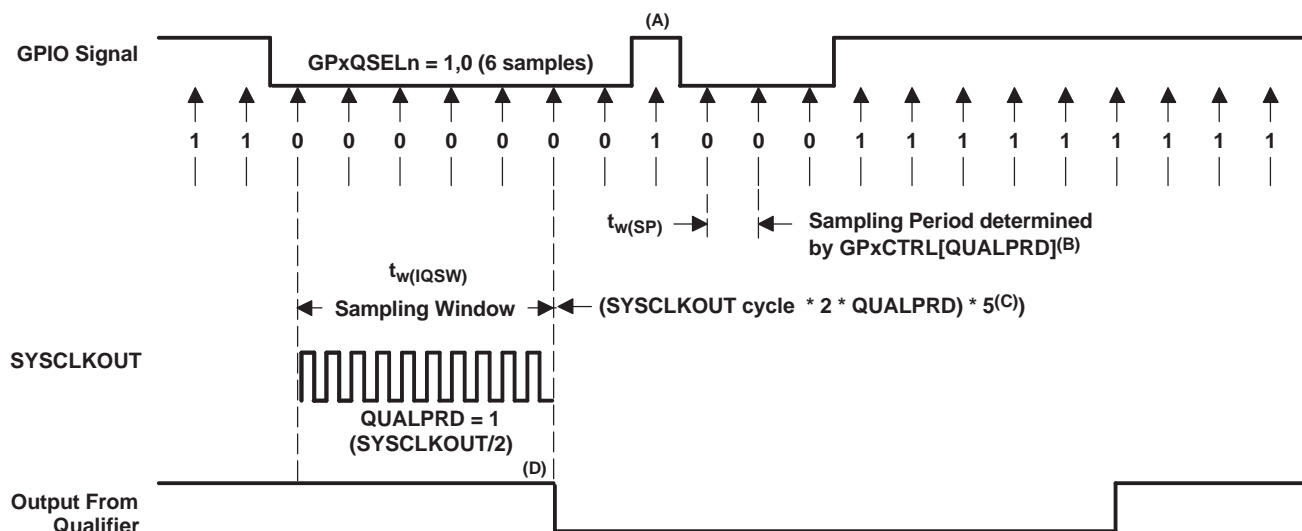 (A)
GPIO Signal
GPxQSELn = 1,0 (6 samples)
1 1 0 0 0 0 0 0 0 1 0 0 0 1 1 1 1 1 1 1 1 1
tw(SP)
Sampling Period determined
by GPxCTRL[QUALPRD](B)
tw(IQSW)
Sampling Window
(SYSCLKOUT cycle * 2 * QUALPRD) * 5(C))
SYSCLKOUT
QUALPRD = 1
(SYSCLKOUT/2)
(D)
Output From
Qualifier